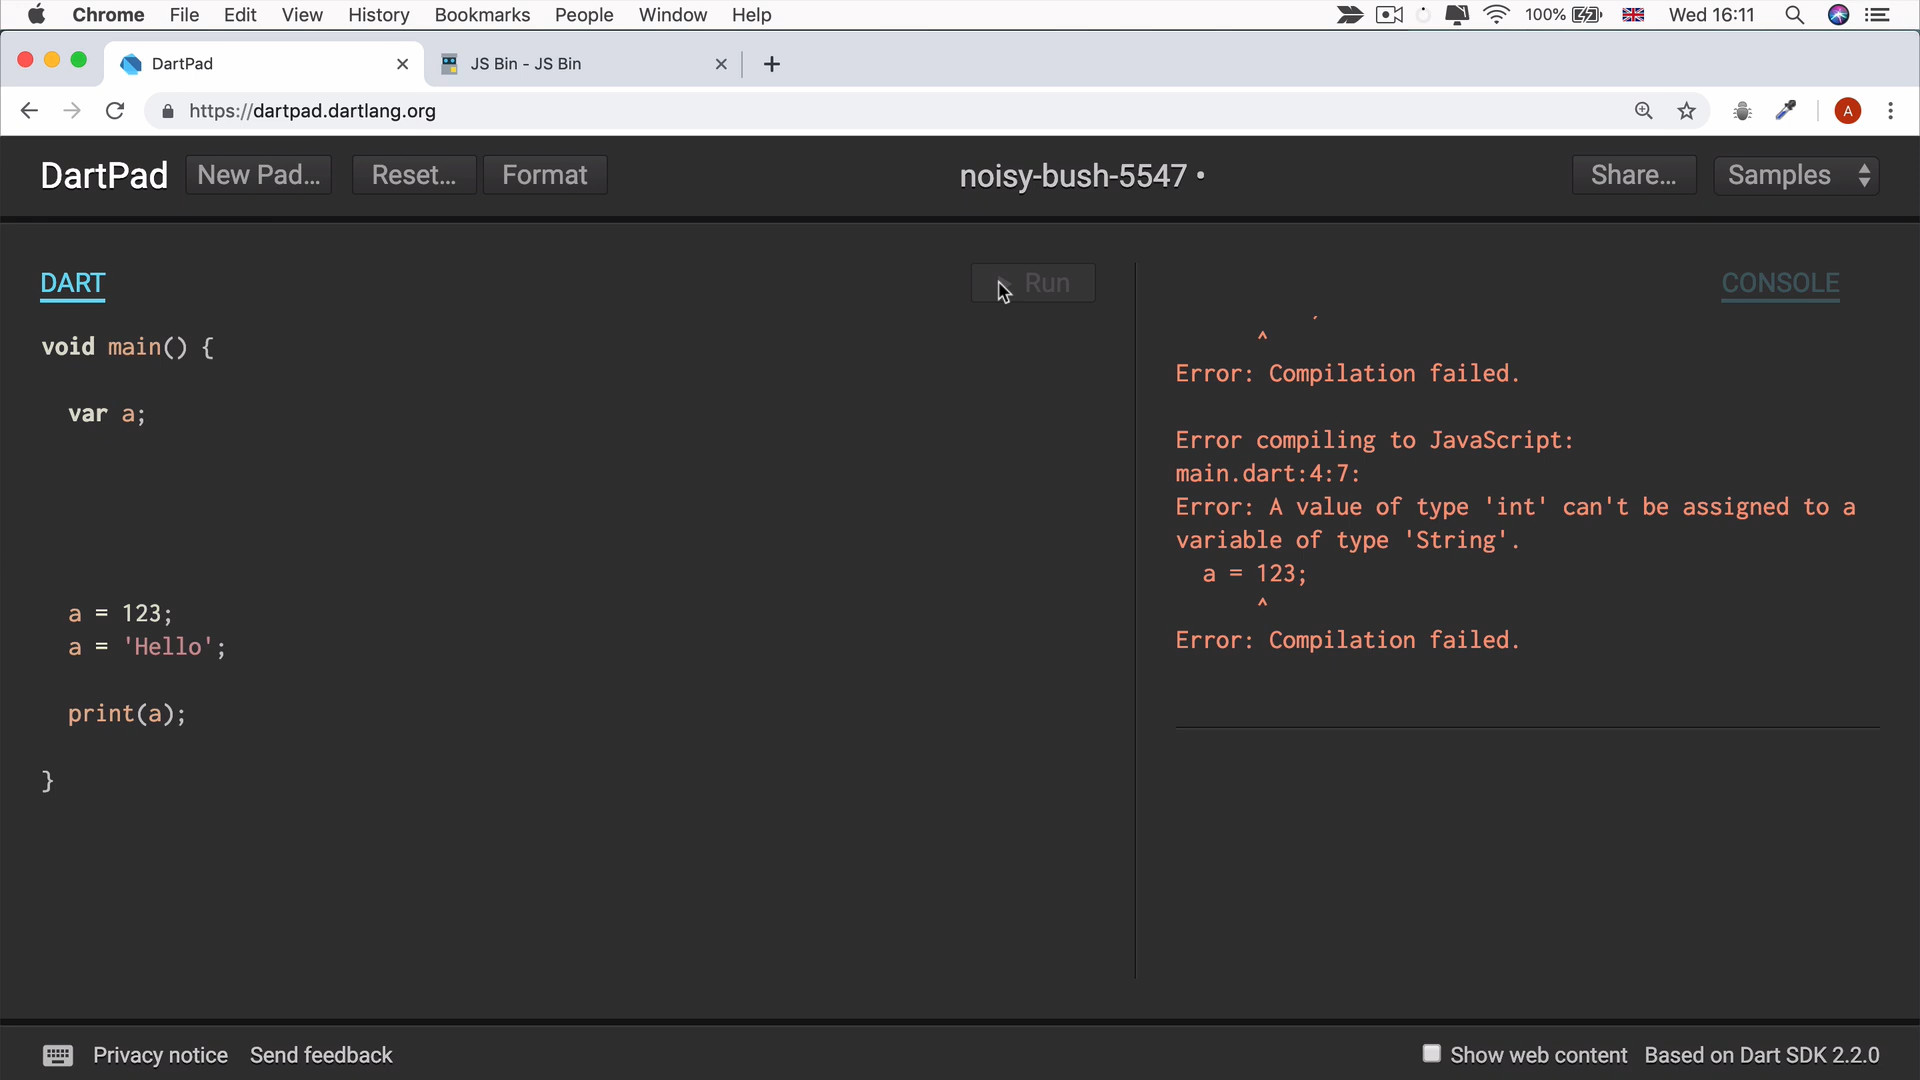 Chrome File Edit View History Bookmarks People Window Help 100% Wed 16:11
DartPad JS Bin - JS Bin
https://dartpad.dartlang.org A
DartPad New Pad... Reset... Format noisy-bush-5547 • Share... Samples
DART Run CONSOLE
void main() {
var a;
a = 123;
a = 'Hello';
print(a);
}
^
Error: Compilation failed.
Error compiling to JavaScript:
main.dart:4:7:
Error: A value of type 'int' can't be assigned to a
variable of type 'String'.
a = 123;
^
Error: Compilation failed.
Privacy notice Send feedback Show web content Based on Dart SDK 2.2.0